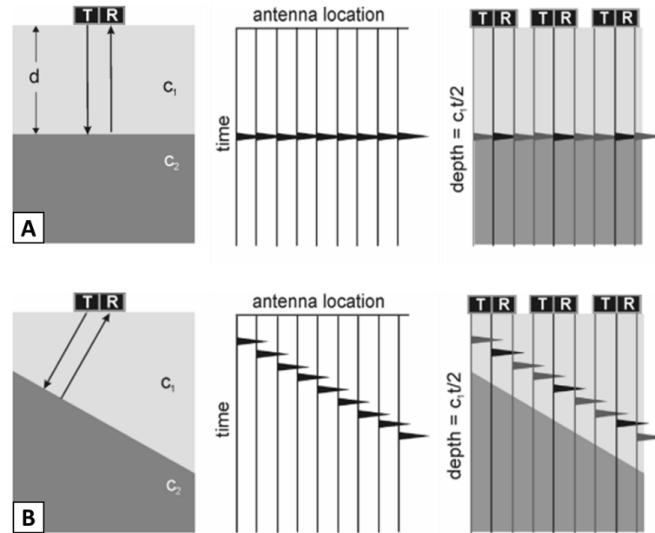 T R
d
C₁
C₂
A
antenna location
time
T R T R T R
depth = c₁t/2
T R
C₁
C₂
B
antenna location
time
T R T R T R
depth = c₁t/2